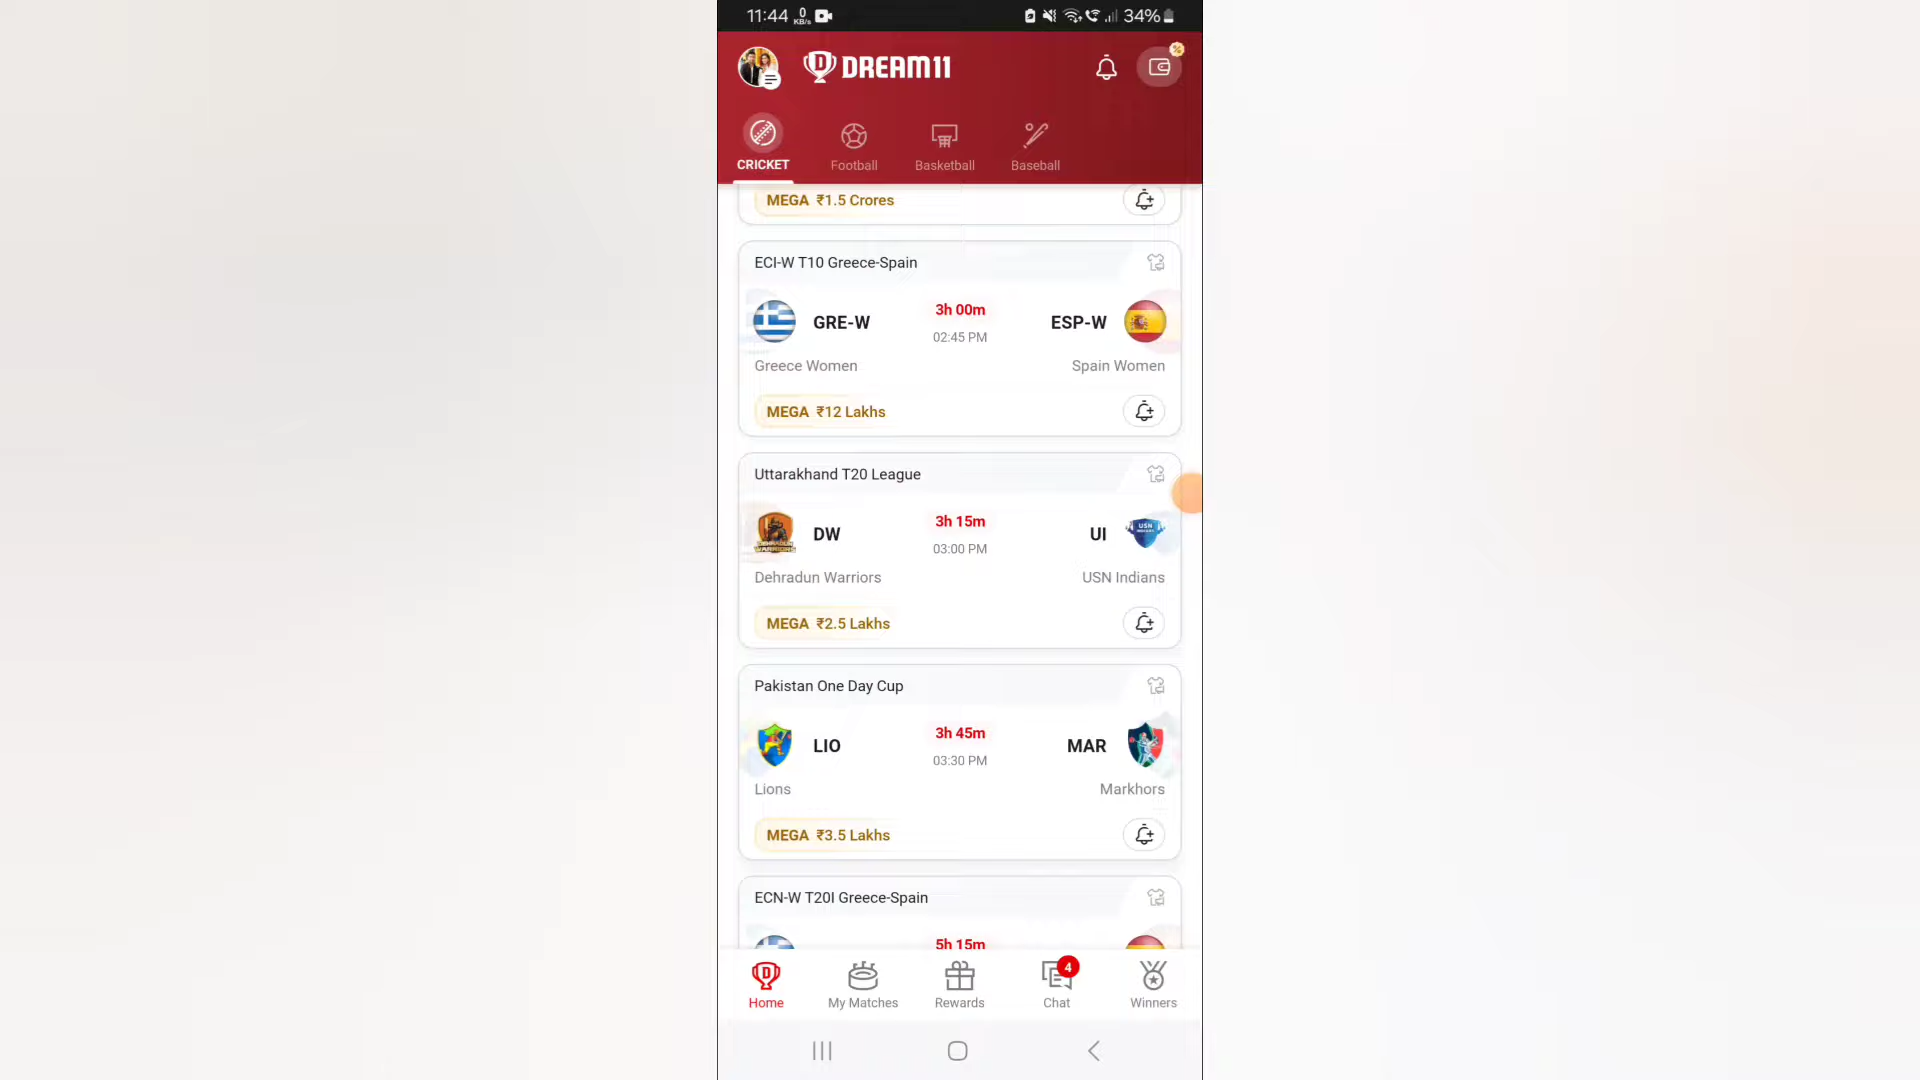 11:44 0 KB/s 34%
DREAM11
CRICKET Football Basketball Baseball
MEGA ₹1.5 Crores
ECI-W T10 Greece-Spain
GRE-W 3h 00m ESP-W
02:45 PM
Greece Women Spain Women
MEGA ₹12 Lakhs
Uttarakhand T20 League
DW 3h 15m UI
USN
03:00 PM
Dehradun Warriors USN Indians
MEGA ₹2.5 Lakhs
Pakistan One Day Cup
LIO 3h 45m MAR
03:30 PM
Lions Markhors
MEGA ₹3.5 Lakhs
ECN-W T20I Greece-Spain
5h 15m
4
Home My Matches Rewards Chat Winners